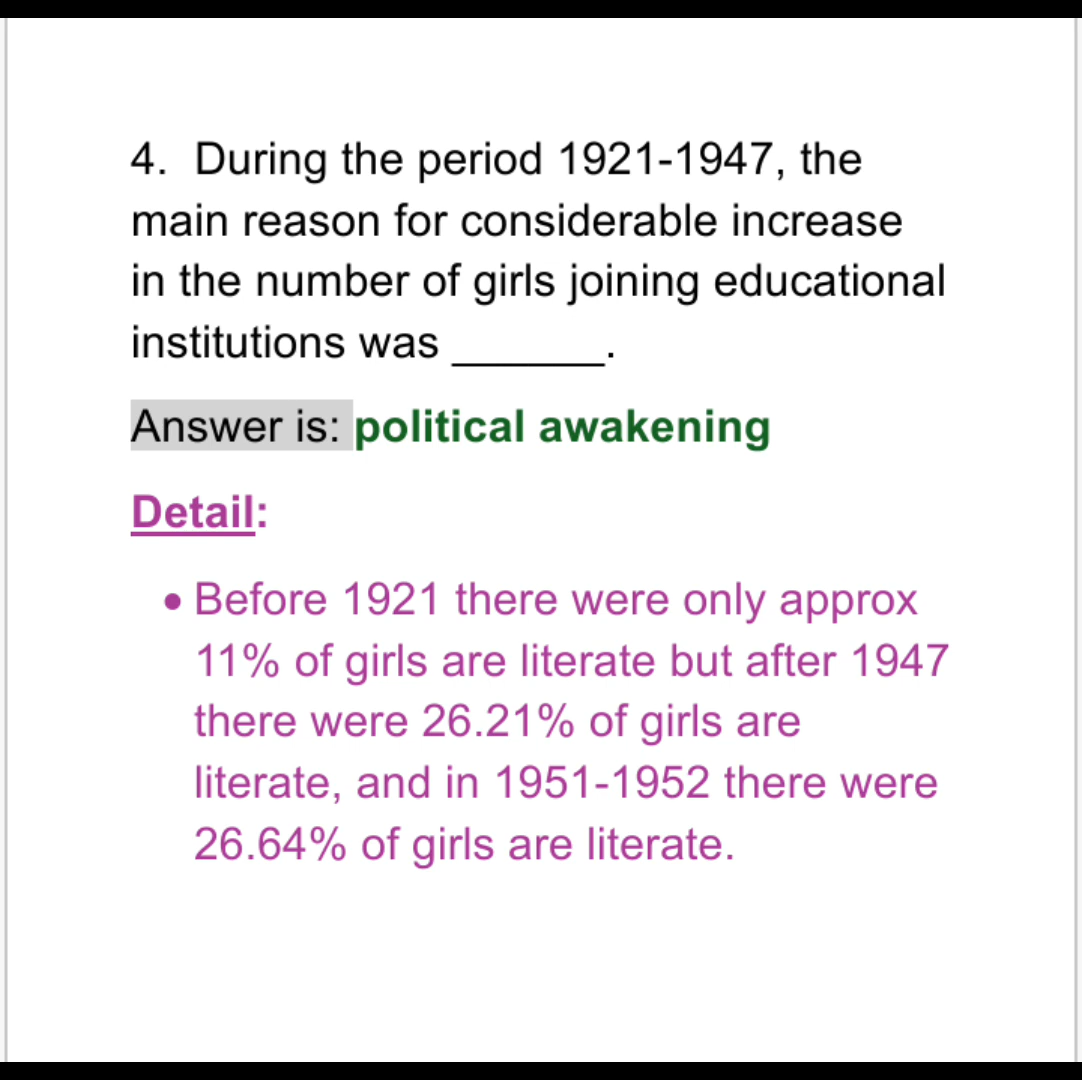 4. During the period 1921-1947, the
main reason for considerable increase
in the number of girls joining educational
institutions was ______.
Answer is: political awakening
Detail:
• Before 1921 there were only approx
11% of girls are literate but after 1947
there were 26.21% of girls are
literate, and in 1951-1952 there were
26.64% of girls are literate.